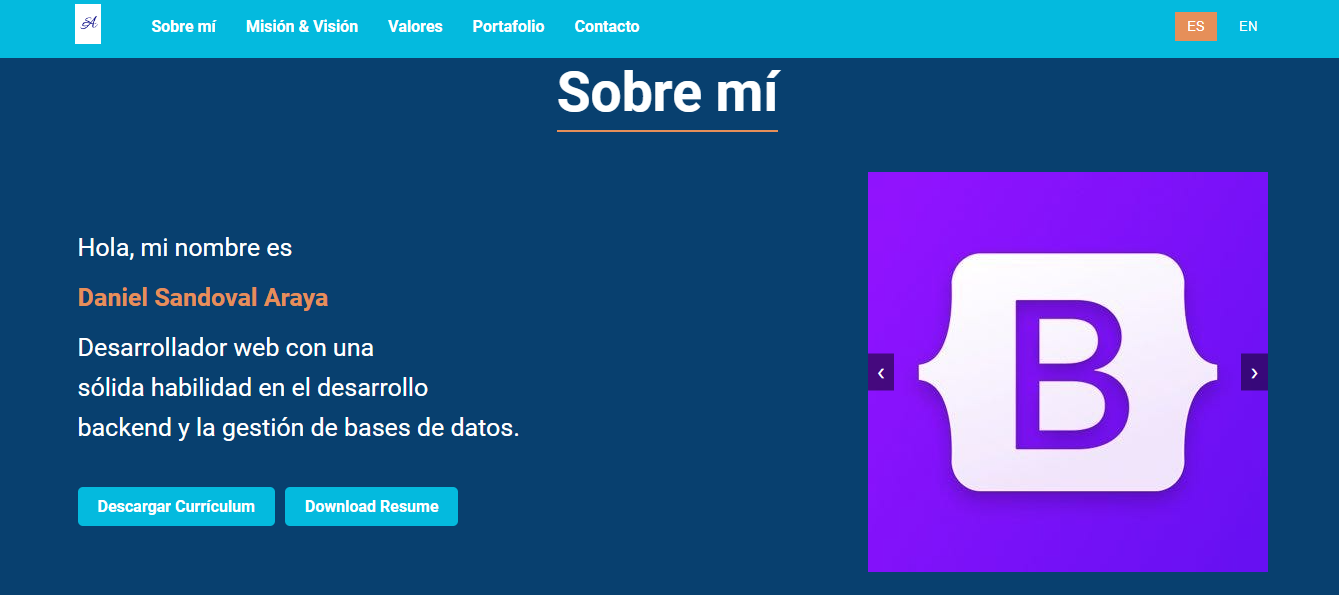 SA
Sobre mí
Misión & Visión
Valores
Portafolio
Contacto
ES
EN
Sobre mí
Hola, mi nombre es
Daniel Sandoval Araya
Desarrollador web con una
sólida habilidad en el desarrollo
backend y la gestión de bases de datos.
‹
B
›
Descargar Currículum
Download Resume